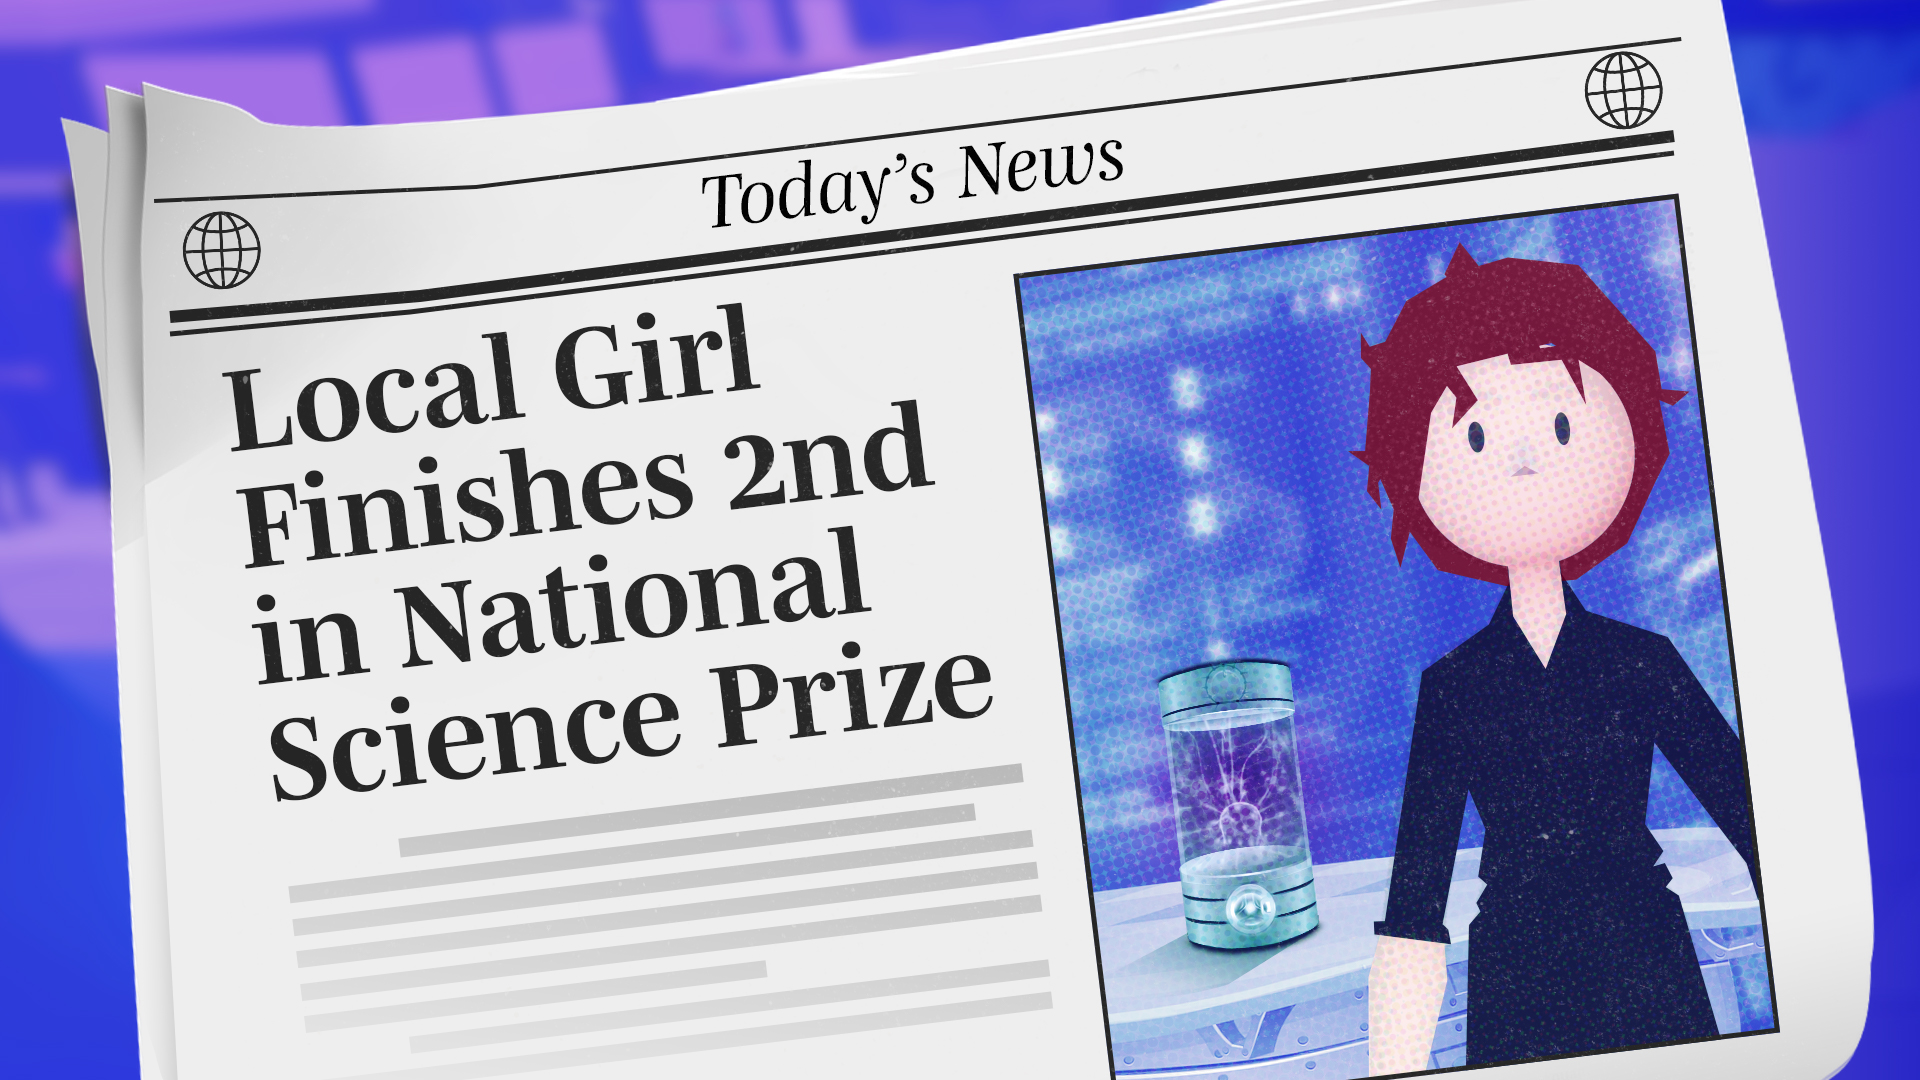 Today’s News
Local Girl
Finishes 2nd
in National
Science Prize